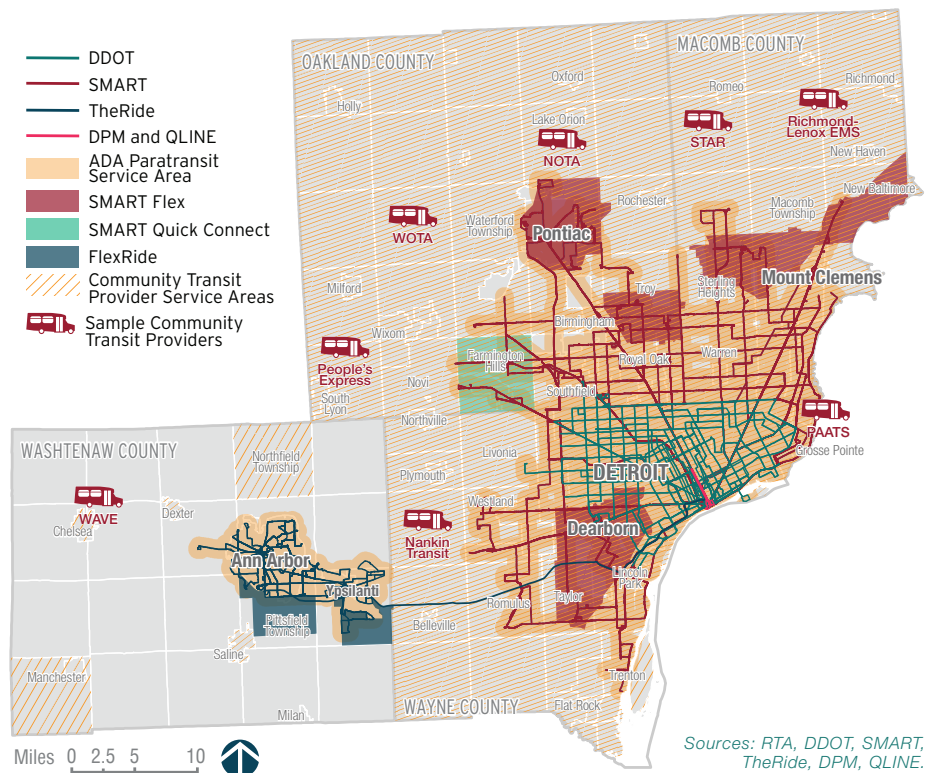 DDOT
SMART
TheRide
DPM and QLINE
ADA Paratransit
Service Area
SMART Flex
SMART Quick Connect
FlexRide
Community Transit
Provider Service Areas
Sample Community
Transit Providers
OAKLAND COUNTY
MACOMB COUNTY
Oxford
Richmond
Romeo
Holly
Lake Orion
NOTA
STAR
Richmond-
Lenox EMS
New Haven
New Baltimore
Rochester
Macomb
Township
WOTA
Waterford
Township
Pontiac
Mount Clemens
Milford
Troy
Sterling
Heights
Birmingham
Wixom
People's
Express
Farmington
Hills
Royal Oak
Warren
Novi
Southfield
South
Lyon
Northville
PAATS
WASHTENAW COUNTY
Northfield
Township
Livonia
Grosse Pointe
Plymouth
DETROIT
WAVE
Chelsea
Dexter
Westland
Nankin
Transit
Dearborn
Ann Arbor
Ypsilanti
Lincoln
Park
Romulus
Taylor
Pittsfield
Township
Belleville
Saline
Manchester
Trenton
Milan
WAYNE COUNTY
Flat Rock
Miles 0 2.5 5 10
Sources: RTA, DDOT, SMART,
TheRide, DPM, QLINE.